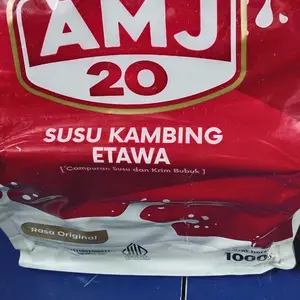 AMJ
20
SUSU KAMBING
ETAWA
[Campuran Susu dan Krim Bubuk]
Rasa Original
1000